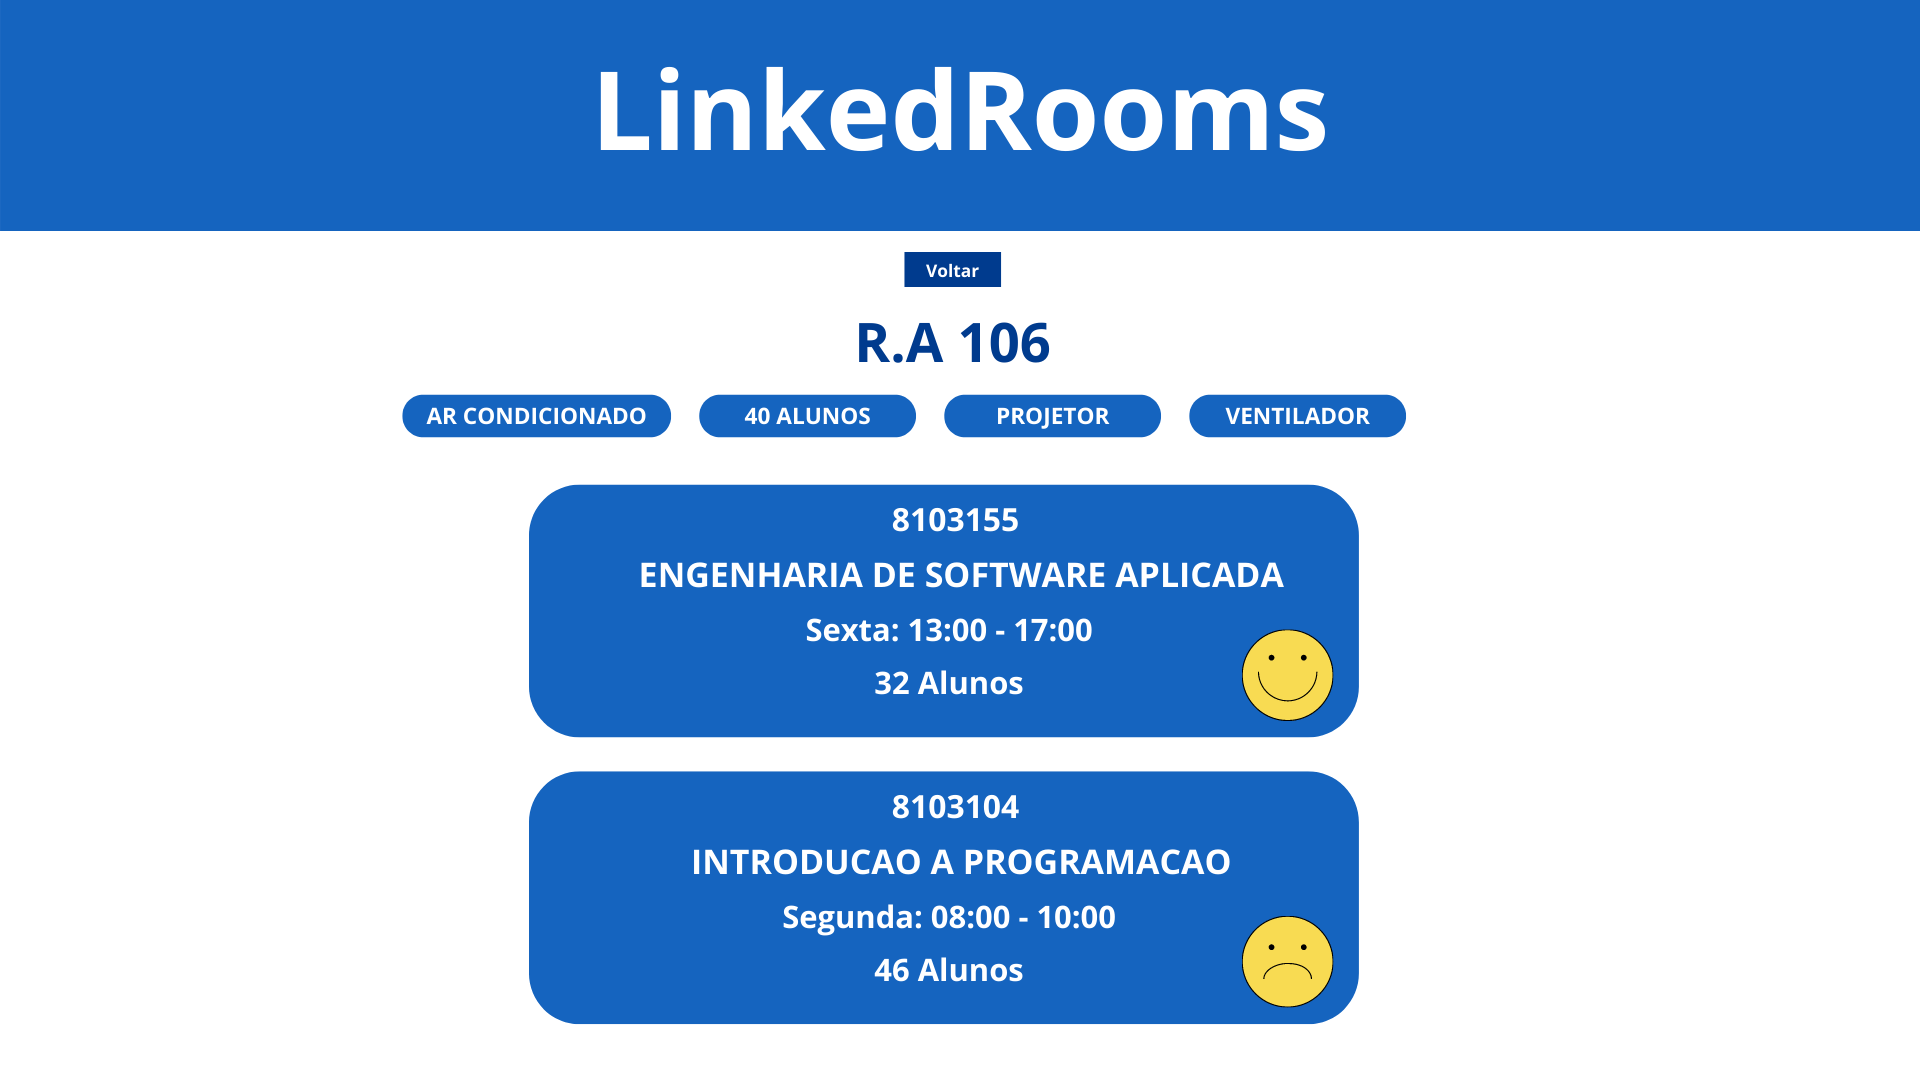 LinkedRooms
Voltar
R.A 106
AR CONDICIONADO
40 ALUNOS
PROJETOR
VENTILADOR
8103155
ENGENHARIA DE SOFTWARE APLICADA
Sexta: 13:00 - 17:00
32 Alunos
8103104
INTRODUCAO A PROGRAMACAO
Segunda: 08:00 - 10:00
46 Alunos